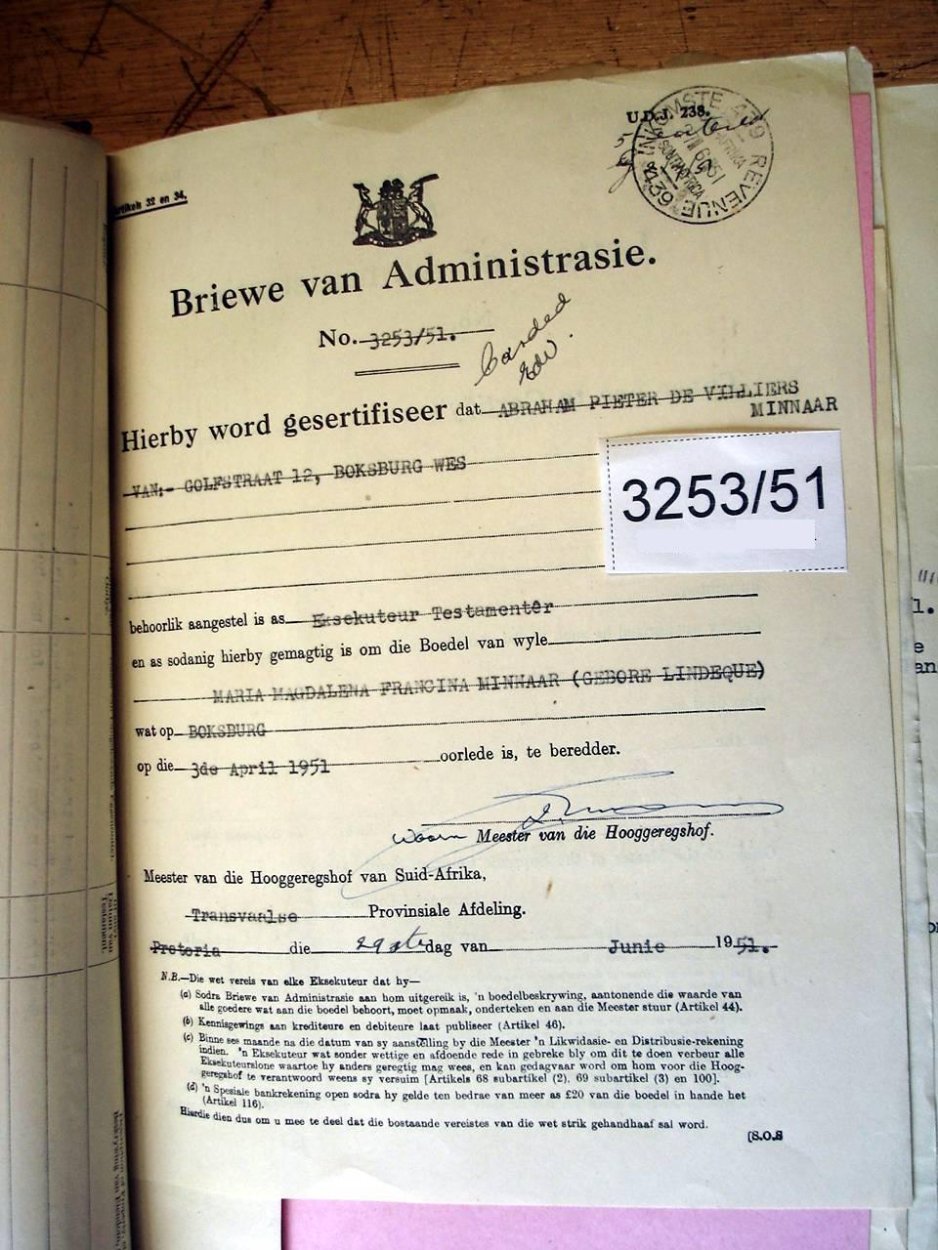 U.D.J. 238.
Artikels 32 en 34.
INKOMSTE REVENUE
Briewe van Administrasie.
No. 3253/51.
Carded
Hierby word gesertifiseer dat ABRAHAM PIETER DE VILLIERS
MINNAAR
VAN:- GOLFSTRAAT 12, BOKSBURG WES
3253/51
behoorlik aangestel is as Eksekuteur Testamentêr
en as sodanig hierby gemagtig is om die Boedel van wyle
MARIA MAGDALENA FRANCINA MINNAAR (GEBORE LINDEQUE)
wat op BOKSBURG
op die 3de April 1951 oorlede is, te beredder.
Waarn Meester van die Hooggeregshof.
Meester van die Hooggeregshof van Suid-Afrika,
Transvaalse Provinsiale Afdeling.
Pretoria die 29ste dag van Junie 1951.
N.B.—Die wet vereis van elke Eksekuteur dat hy—
(a) Sodra Briewe van Administrasie aan hom uitgereik is, 'n boedelbeskrywing, aantonende die waarde van
alle goedere wat aan die boedel behoort, moet opmaak, onderteken en aan die Meester stuur (Artikel 44).
(b) Kennisgewings aan krediteure en debiteure laat publiseer (Artikel 46).
(c) Binne ses maande na die datum van sy aanstelling by die Meester 'n Likwidasie- en Distribusie-rekening
indien. 'n Eksekuteur wat sonder wettige en afdoende rede in gebreke bly om dit te doen verbeur alle
Eksekuteurslone waartoe hy anders geregtig mag wees, en kan gedagvaar word om hom voor die Hoog-
geregshof te verantwoord weens sy versuim [Artikels 68 subartikel (2), 69 subartikel (3) en 100].
(d) 'n Spesiale bankrekening open sodra hy gelde ten bedrae van meer as £20 van die boedel in hande het
(Artikel 116).
Hierdie dien dus om u mee te deel dat die bostaande vereistes van die wet strik gehandhaaf sal word.
[S.O.S